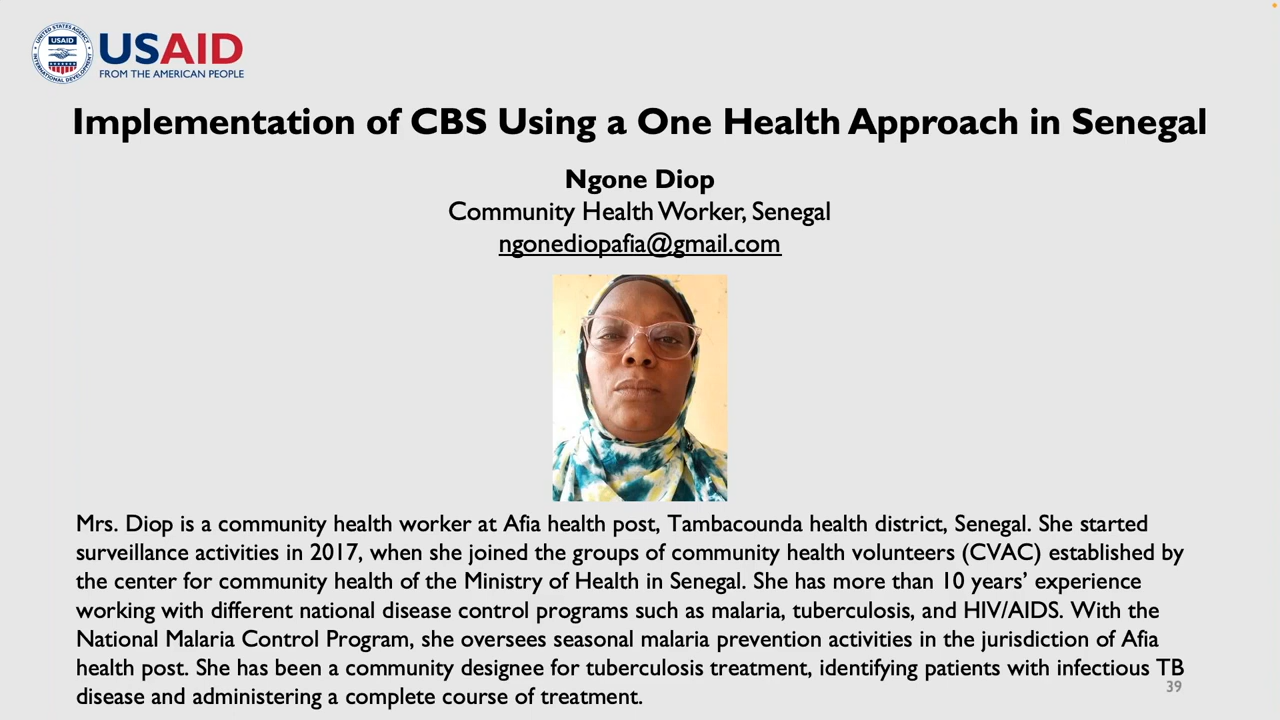 UNITED STATES AGENCY
INTERNATIONAL DEVELOPMENT
USAID
USAID
FROM THE AMERICAN PEOPLE
Implementation of CBS Using a One Health Approach in Senegal
Ngone Diop
Community Health Worker, Senegal
ngonediopafia@gmail.com
Mrs. Diop is a community health worker at Afia health post, Tambacounda health district, Senegal. She started
surveillance activities in 2017, when she joined the groups of community health volunteers (CVAC) established by
the center for community health of the Ministry of Health in Senegal. She has more than 10 years’ experience
working with different national disease control programs such as malaria, tuberculosis, and HIV/AIDS. With the
National Malaria Control Program, she oversees seasonal malaria prevention activities in the jurisdiction of Afia
health post. She has been a community designee for tuberculosis treatment, identifying patients with infectious TB
disease and administering a complete course of treatment.
39